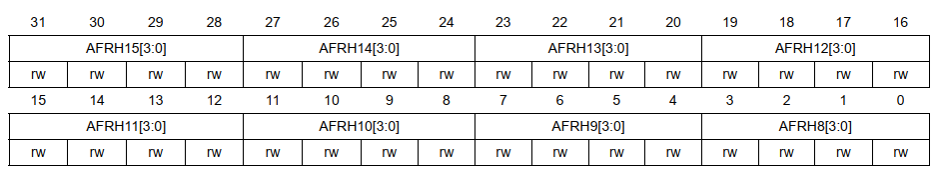 31 30 29 28 27 26 25 24 23 22 21 20 19 18 17 16
AFRH15[3:0] AFRH14[3:0] AFRH13[3:0] AFRH12[3:0]
rw rw rw rw rw rw rw rw rw rw rw rw rw rw rw rw
15 14 13 12 11 10 9 8 7 6 5 4 3 2 1 0
AFRH11[3:0] AFRH10[3:0] AFRH9[3:0] AFRH8[3:0]
rw rw rw rw rw rw rw rw rw rw rw rw rw rw rw rw